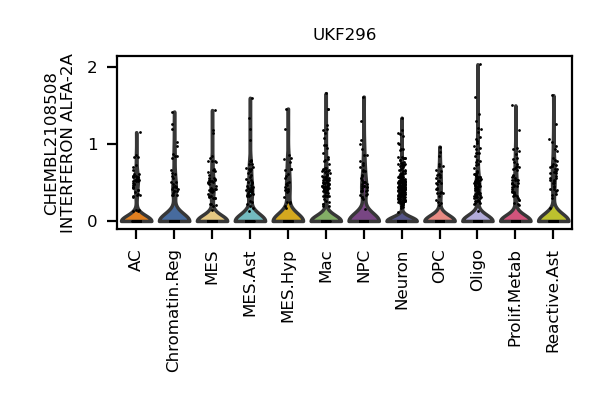 UKF296
CHEMBL2108508
INTERFERON ALFA-2A
2
1
0
AC
Chromatin.Reg
MES
MES.Ast
MES.Hyp
Mac
NPC
Neuron
OPC
Oligo
Prolif.Metab
Reactive.Ast